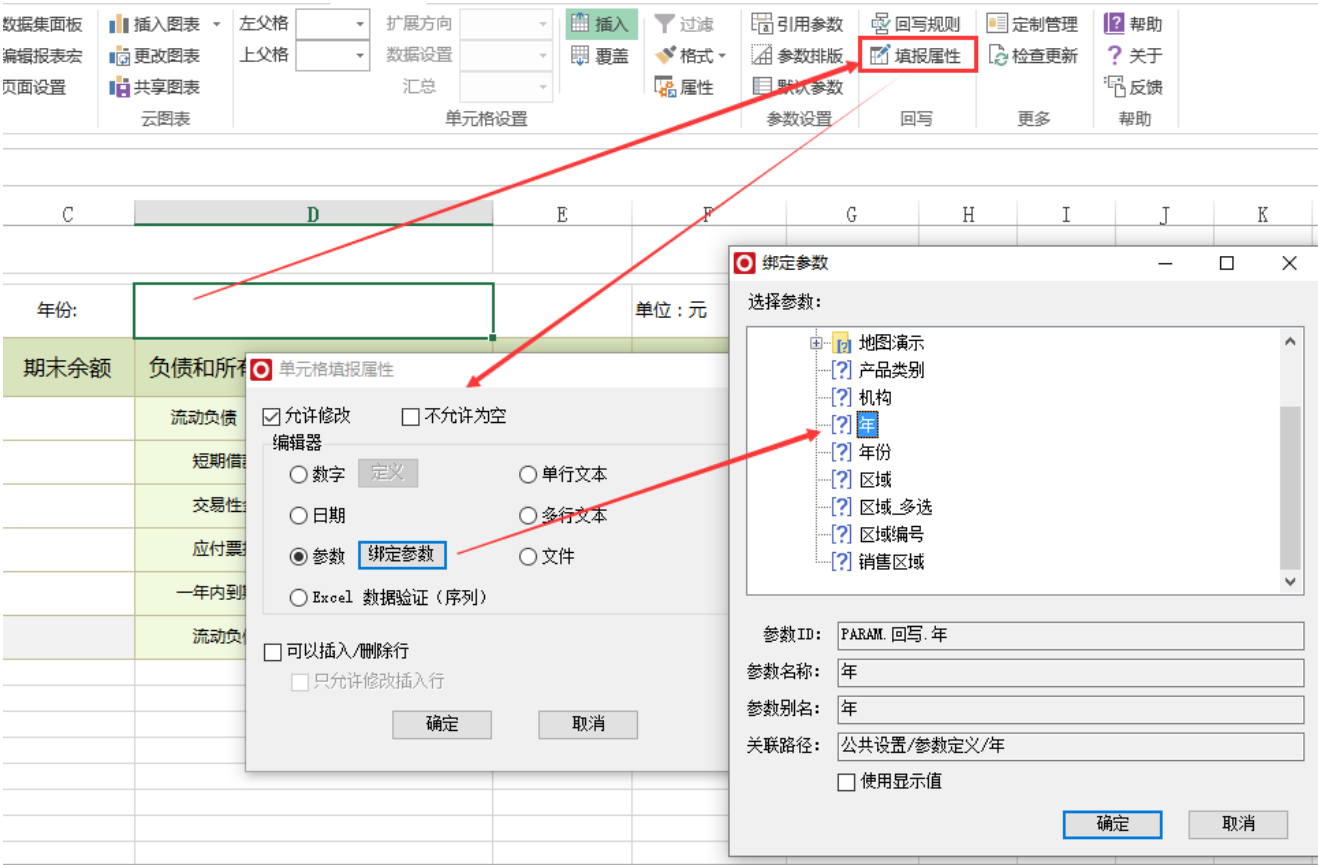 数据集面板 插入图表 左父格 扩展方向 插入 过滤 引用参数 回写规则 定制管理 帮助
编辑报表宏 更改图表 上父格 数据设置 覆盖 格式 参数排版 填报属性 检查更新 关于
页面设置 共享图表 汇总 属性 默认参数 反馈
云图表 单元格设置 参数设置 回写 更多 帮助
C D E F G H I J K
年份: 单位：元
期末余额 负债和所有
流动负债
短期借款
交易性金
应付票据
一年内到期
流动负债
单元格填报属性
允许修改 不允许为空
编辑器
数字 定义 单行文本
日期 多行文本
参数 绑定参数 文件
Excel 数据验证（序列）
可以插入/删除行
只允许修改插入行
确定 取消
绑定参数
选择参数:
地图演示
[?] 产品类别
[?] 机构
[?] 年
[?] 年份
[?] 区域
[?] 区域_多选
[?] 区域编号
[?] 销售区域
参数ID: PARAM.回写.年
参数名称: 年
参数别名: 年
关联路径: 公共设置/参数定义/年
使用显示值
确定 取消